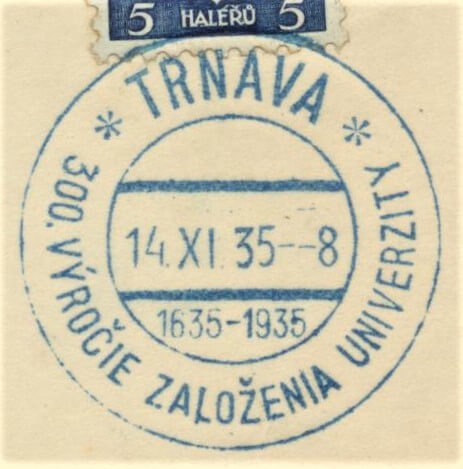 5 HALÉŘŮ 5
* TRNAVA *
14.XI.35--8
1635-1935
300. VÝROČIE ZALOŽENIA UNIVERZITY